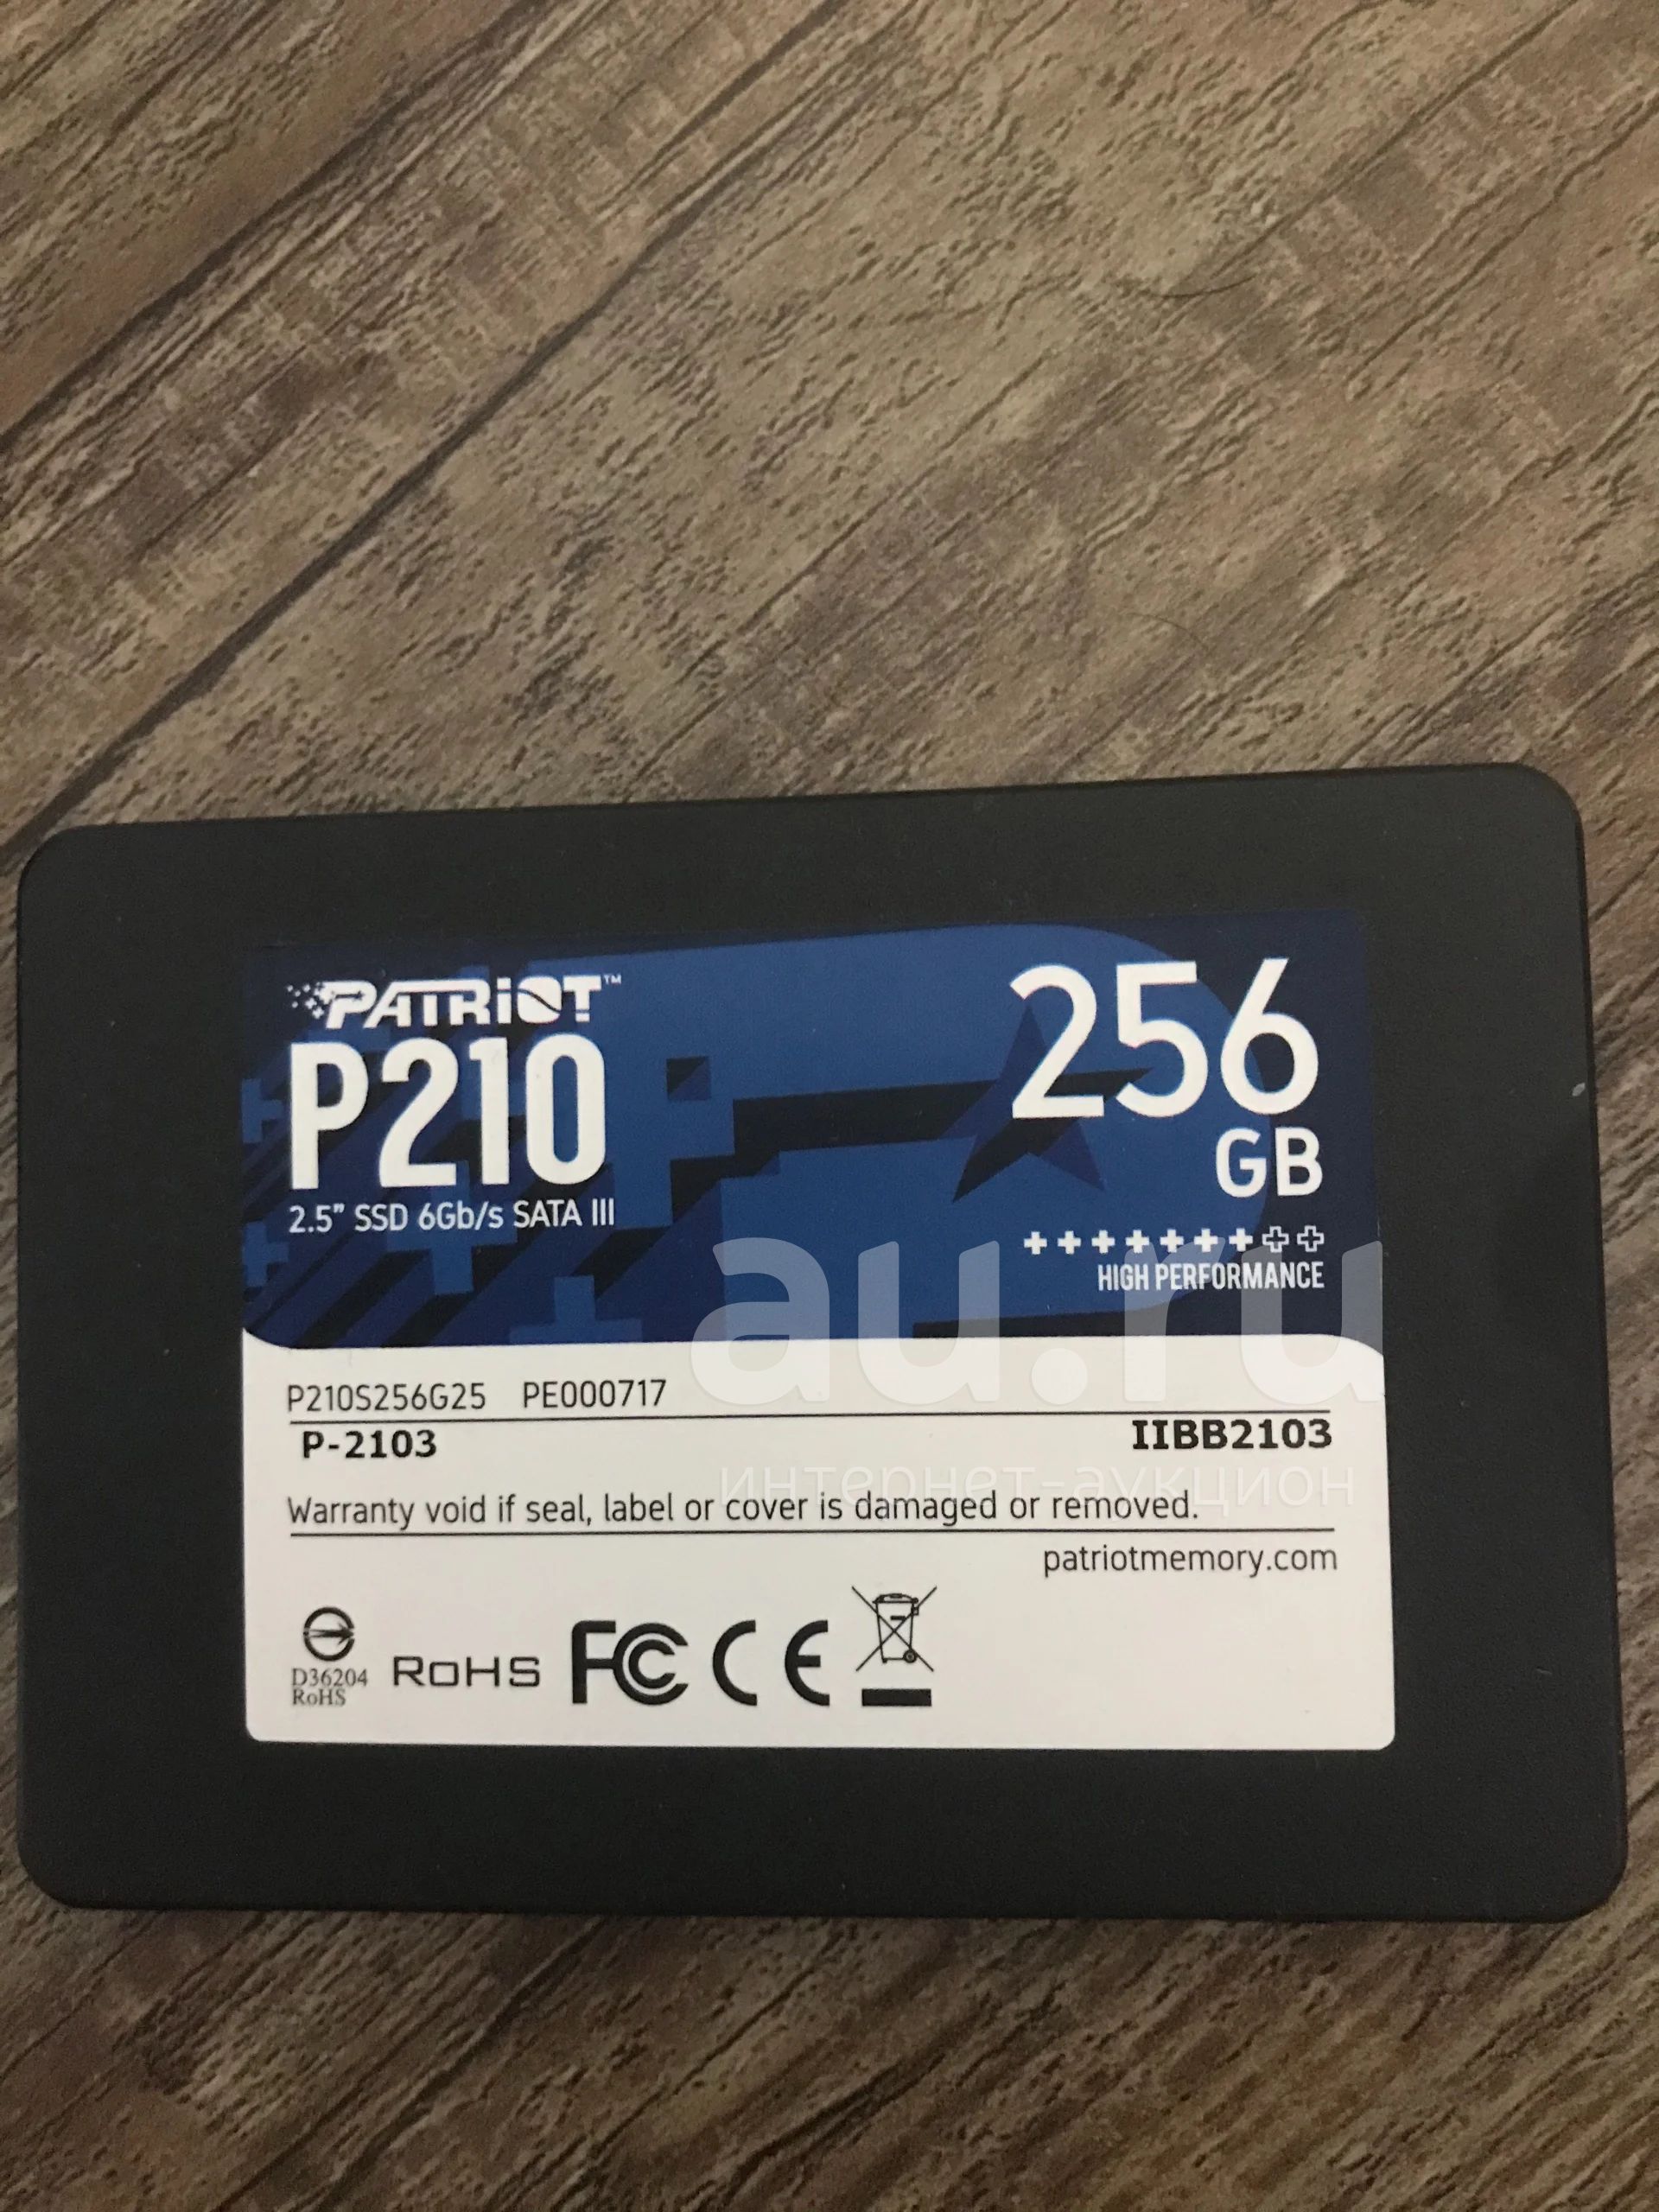 PATRiOT™
P210
2.5" SSD 6Gb/s SATA III
256
GB
HIGH PERFORMANCE
au.ru
интернет-аукцион
P210S256G25 PE000717
P-2103
IIBB2103
Warranty void if seal, label or cover is damaged or removed.
patriotmemory.com
D36204
RoHS
RoHS
FC CE